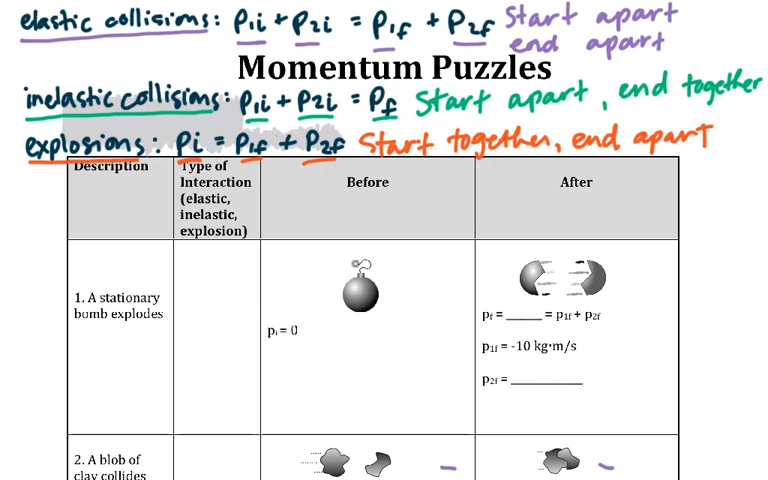 elastic collisions: P1i + P2i = P1f + P2f Start apart
end apart
Momentum Puzzles
inelastic collisions: P1i + P2i = Pf Start apart, end together
explosions: Pi = P1f + P2f Start together, end apart
Description
Type of
Interaction
(elastic,
inelastic,
explosion)
Before
After
1. A stationary
bomb explodes
pi = 0
pf = ______ = p1f + p2f
p1f = -10 kg·m/s
p2f = ___________
2. A blob of
clay collides